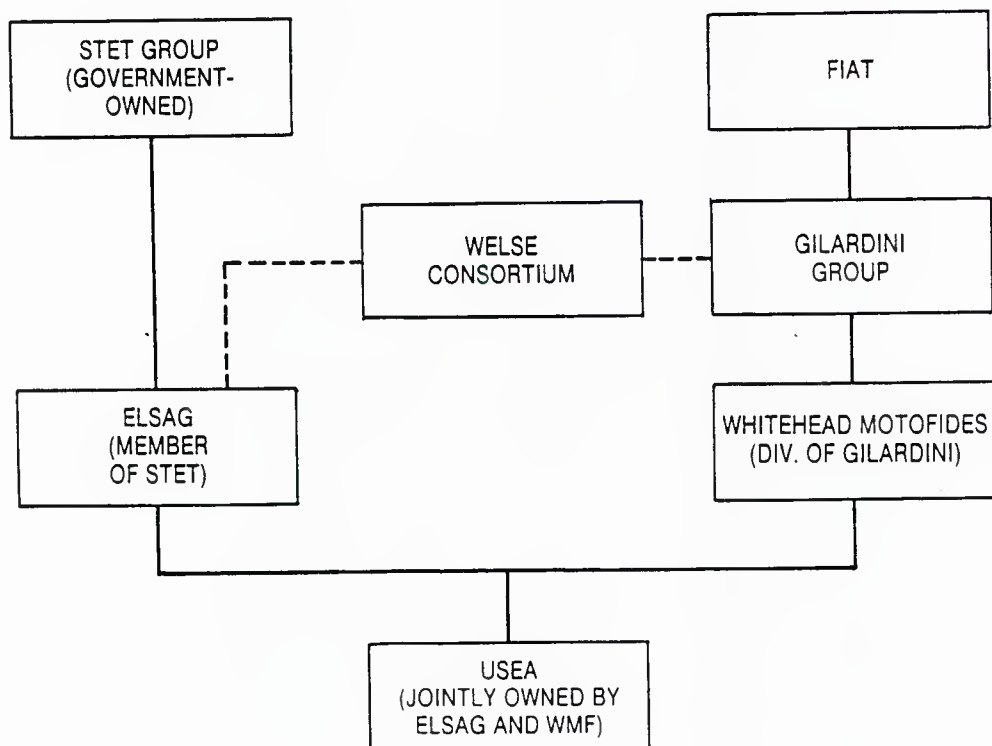 STET GROUP
(GOVERNMENT-
OWNED)
FIAT
WELSE
CONSORTIUM
GILARDINI
GROUP
ELSAG
(MEMBER
OF STET)
WHITEHEAD MOTOFIDES
(DIV. OF GILARDINI)
USEA
(JOINTLY OWNED BY
ELSAG AND WMF)